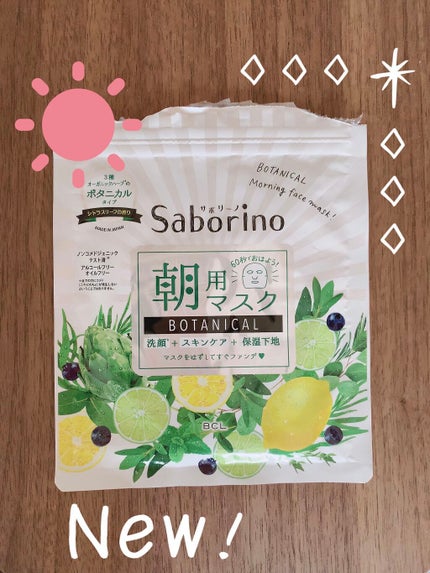 3種
オーガニックハーブの
ボタニカル
タイプ
シトラスリーフの香り
MADE IN JAPAN
BOTANICAL
Morning face mask!
サボリーノ
Saborino
ノンコメドジェニック
テスト済
アルコールフリー
オイルフリー
60秒で「おはよう!」
朝用
マスク
BOTANICAL
洗顔+スキンケア+保湿下地
マスクをはずしてすぐファンデ♥
BCL
New!